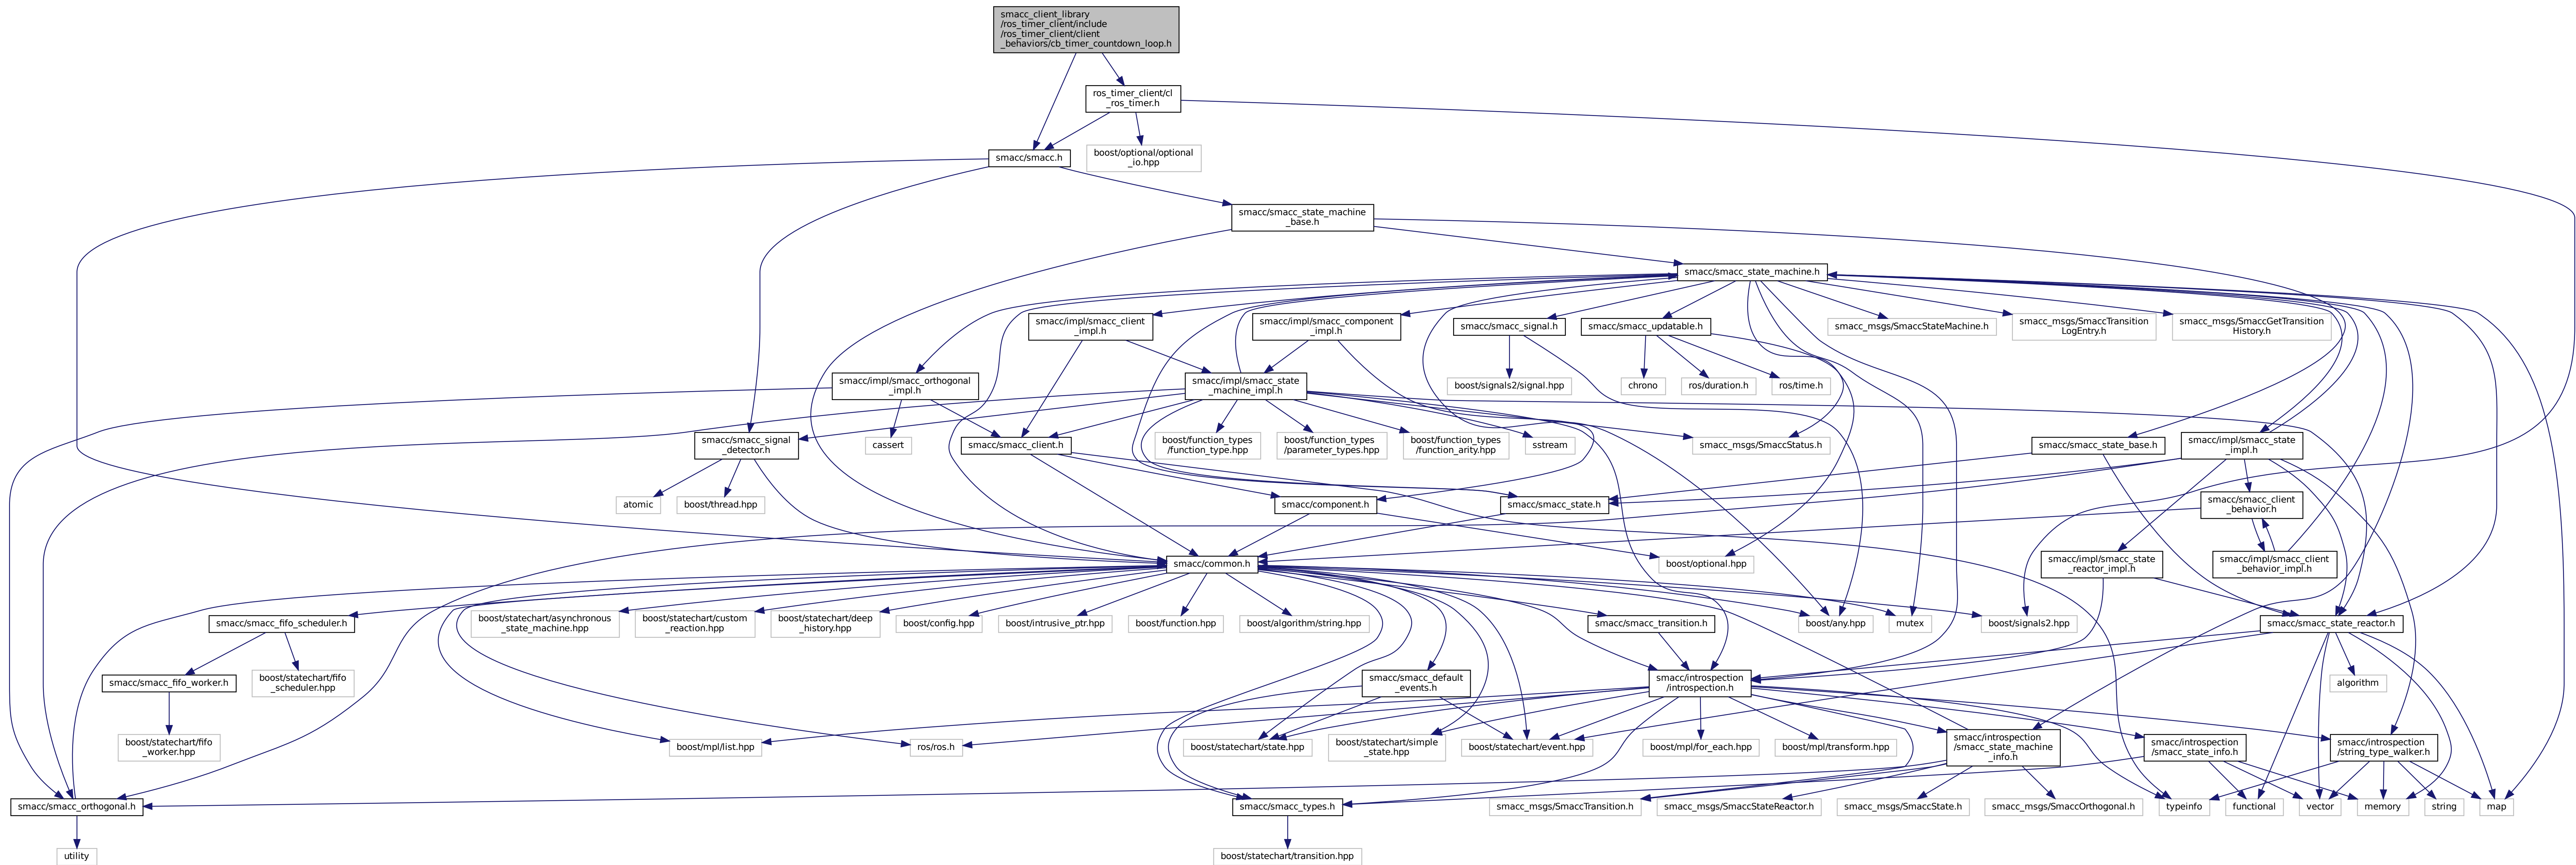 smacc_client_library
/ros_timer_client/include
/ros_timer_client/client
_behaviors/cb_timer_countdown_loop.h
ros_timer_client/cl
_ros_timer.h
smacc/smacc.h
boost/optional/optional
_io.hpp
smacc/smacc_state_machine
_base.h
smacc/smacc_state_machine.h
smacc/impl/smacc_client
_impl.h
smacc/impl/smacc_component
_impl.h
smacc/smacc_signal.h
smacc/smacc_updatable.h
smacc_msgs/SmaccStateMachine.h
smacc_msgs/SmaccTransition
LogEntry.h
smacc_msgs/SmaccGetTransition
History.h
smacc/impl/smacc_orthogonal
_impl.h
smacc/impl/smacc_state
_machine_impl.h
boost/signals2/signal.hpp
chrono
ros/duration.h
ros/time.h
smacc/smacc_signal
_detector.h
cassert
smacc/smacc_client.h
boost/function_types
/function_type.hpp
boost/function_types
/parameter_types.hpp
boost/function_types
/function_arity.hpp
sstream
smacc_msgs/SmaccStatus.h
smacc/smacc_state_base.h
smacc/impl/smacc_state
_impl.h
atomic
boost/thread.hpp
smacc/component.h
smacc/smacc_state.h
smacc/smacc_client
_behavior.h
smacc/common.h
boost/optional.hpp
smacc/impl/smacc_state
_reactor_impl.h
smacc/impl/smacc_client
_behavior_impl.h
smacc/smacc_fifo_scheduler.h
boost/statechart/asynchronous
_state_machine.hpp
boost/statechart/custom
_reaction.hpp
boost/statechart/deep
_history.hpp
boost/config.hpp
boost/intrusive_ptr.hpp
boost/function.hpp
boost/algorithm/string.hpp
smacc/smacc_transition.h
boost/any.hpp
mutex
boost/signals2.hpp
smacc/smacc_state_reactor.h
smacc/smacc_fifo_worker.h
boost/statechart/fifo
_scheduler.hpp
smacc/smacc_default
_events.h
smacc/introspection
/introspection.h
algorithm
boost/statechart/fifo
_worker.hpp
boost/mpl/list.hpp
ros/ros.h
boost/statechart/state.hpp
boost/statechart/simple
_state.hpp
boost/statechart/event.hpp
boost/mpl/for_each.hpp
boost/mpl/transform.hpp
smacc/introspection
/smacc_state_machine
_info.h
smacc/introspection
/smacc_state_info.h
smacc/introspection
/string_type_walker.h
smacc/smacc_orthogonal.h
smacc/smacc_types.h
smacc_msgs/SmaccTransition.h
smacc_msgs/SmaccStateReactor.h
smacc_msgs/SmaccState.h
smacc_msgs/SmaccOrthogonal.h
typeinfo
functional
vector
memory
string
map
utility
boost/statechart/transition.hpp